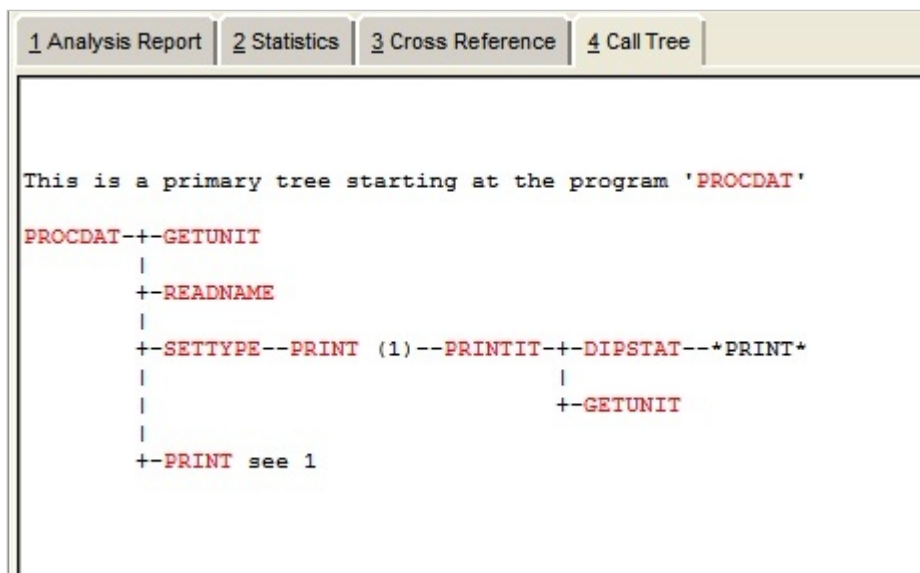 1 Analysis Report 2 Statistics 3 Cross Reference 4 Call Tree
This is a primary tree starting at the program 'PROCDAT'
PROCDAT-+-GETUNIT
|
+-READNAME
|
+-SETTYPE--PRINT (1)--PRINTIT-+-DIPSTAT--*PRINT*
| |
| +-GETUNIT
|
+-PRINT see 1